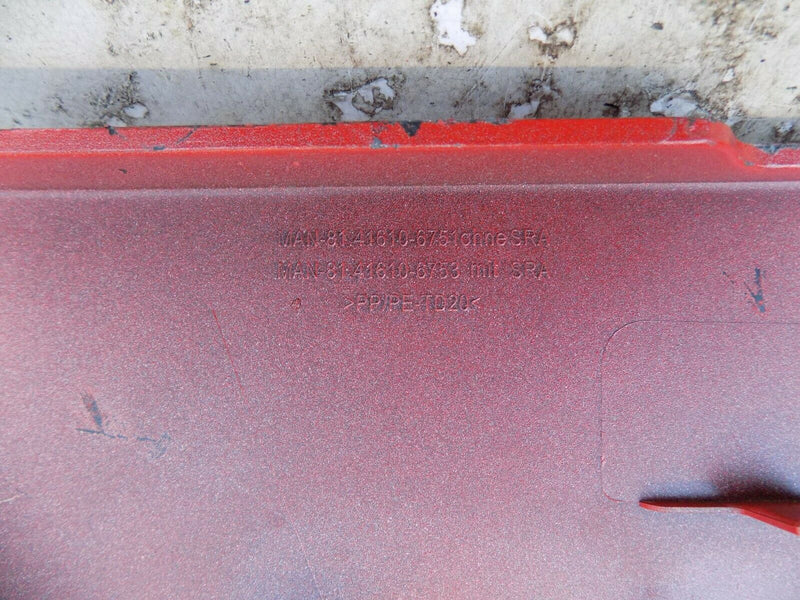 MAN-81.41610-6751 ohne SRA
MAN-81.41610-6753 mit SRA
>PP/PE-TD20<